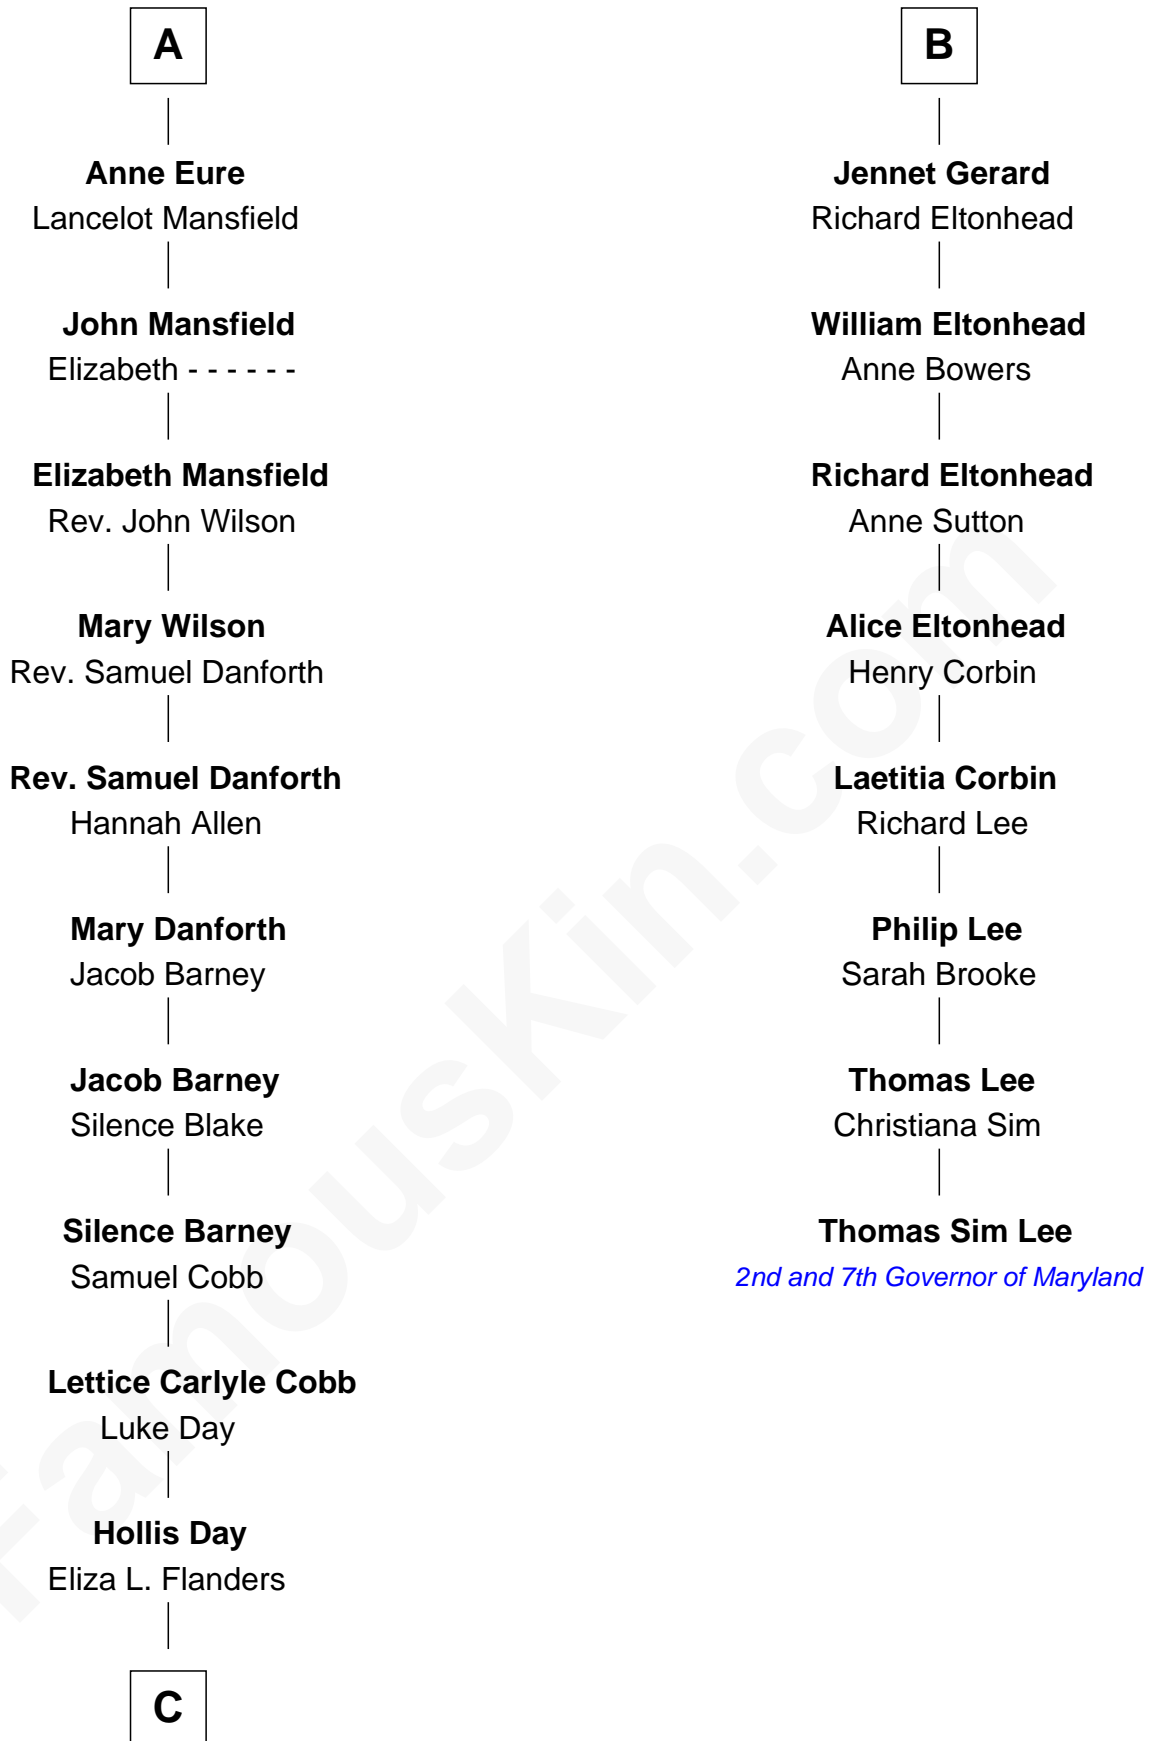 A
Anne Eure
Lancelot Mansfield
John Mansfield
Elizabeth - - - - - -
Elizabeth Mansfield
Rev. John Wilson
Mary Wilson
Rev. Samuel Danforth
Rev. Samuel Danforth
Hannah Allen
Mary Danforth
Jacob Barney
Jacob Barney
Silence Blake
Silence Barney
Samuel Cobb
Lettice Carlyle Cobb
Luke Day
Hollis Day
Eliza L. Flanders
C
B
Jennet Gerard
Richard Eltonhead
William Eltonhead
Anne Bowers
Richard Eltonhead
Anne Sutton
Alice Eltonhead
Henry Corbin
Laetitia Corbin
Richard Lee
Philip Lee
Sarah Brooke
Thomas Lee
Christiana Sim
Thomas Sim Lee
2nd and 7th Governor of Maryland
FamousKin.com